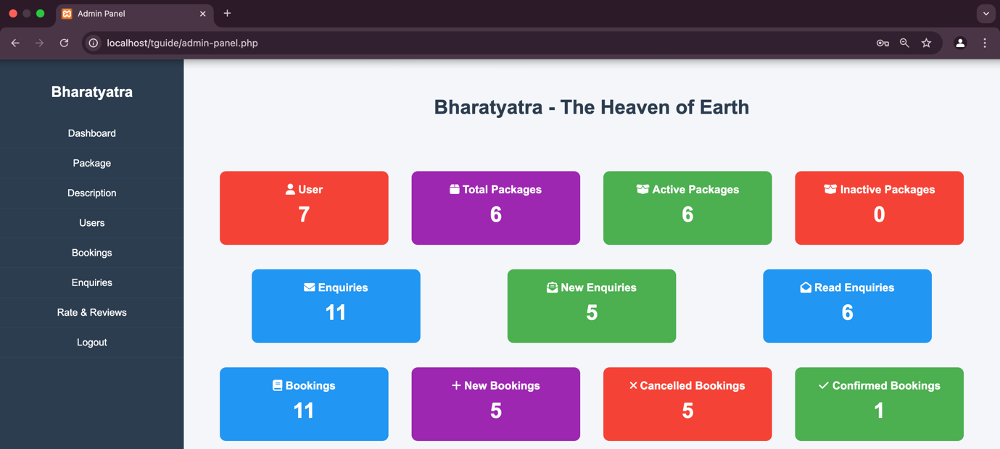 Admin Panel
localhost/tguide/admin-panel.php
Bharatyatra
Dashboard
Package
Description
Users
Bookings
Enquiries
Rate & Reviews
Logout
Bharatyatra - The Heaven of Earth
User
7
Total Packages
6
Active Packages
6
Inactive Packages
0
Enquiries
11
New Enquiries
5
Read Enquiries
6
Bookings
11
New Bookings
5
Cancelled Bookings
5
Confirmed Bookings
1